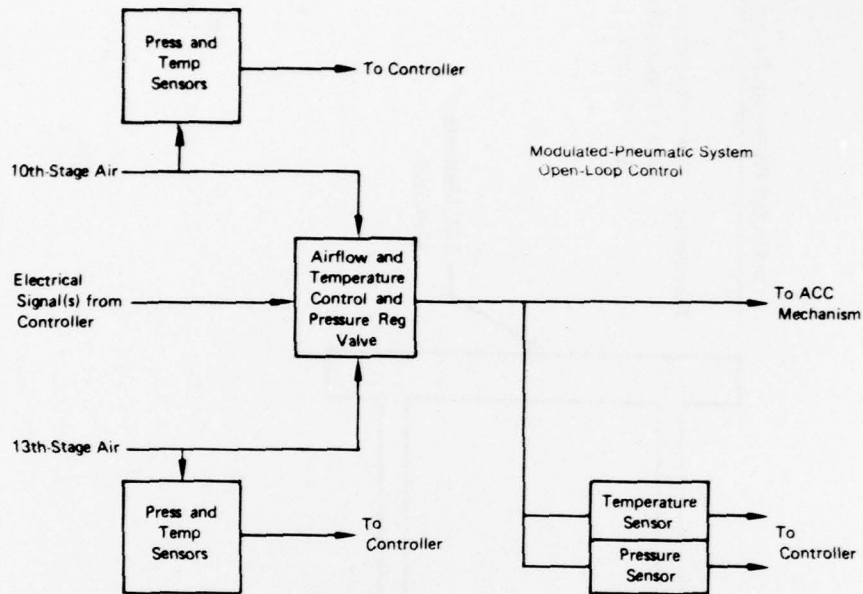 Press and
Temp
Sensors
To Controller
Modulated-Pneumatic System
Open-Loop Control
10th-Stage Air
Airflow and
Temperature
Control and
Pressure Reg
Valve
Electrical
Signal(s) from
Controller
To ACC
Mechanism
13th-Stage Air
Press and
Temp
Sensors
To
Controller
Temperature
Sensor
Pressure
Sensor
To
Controller